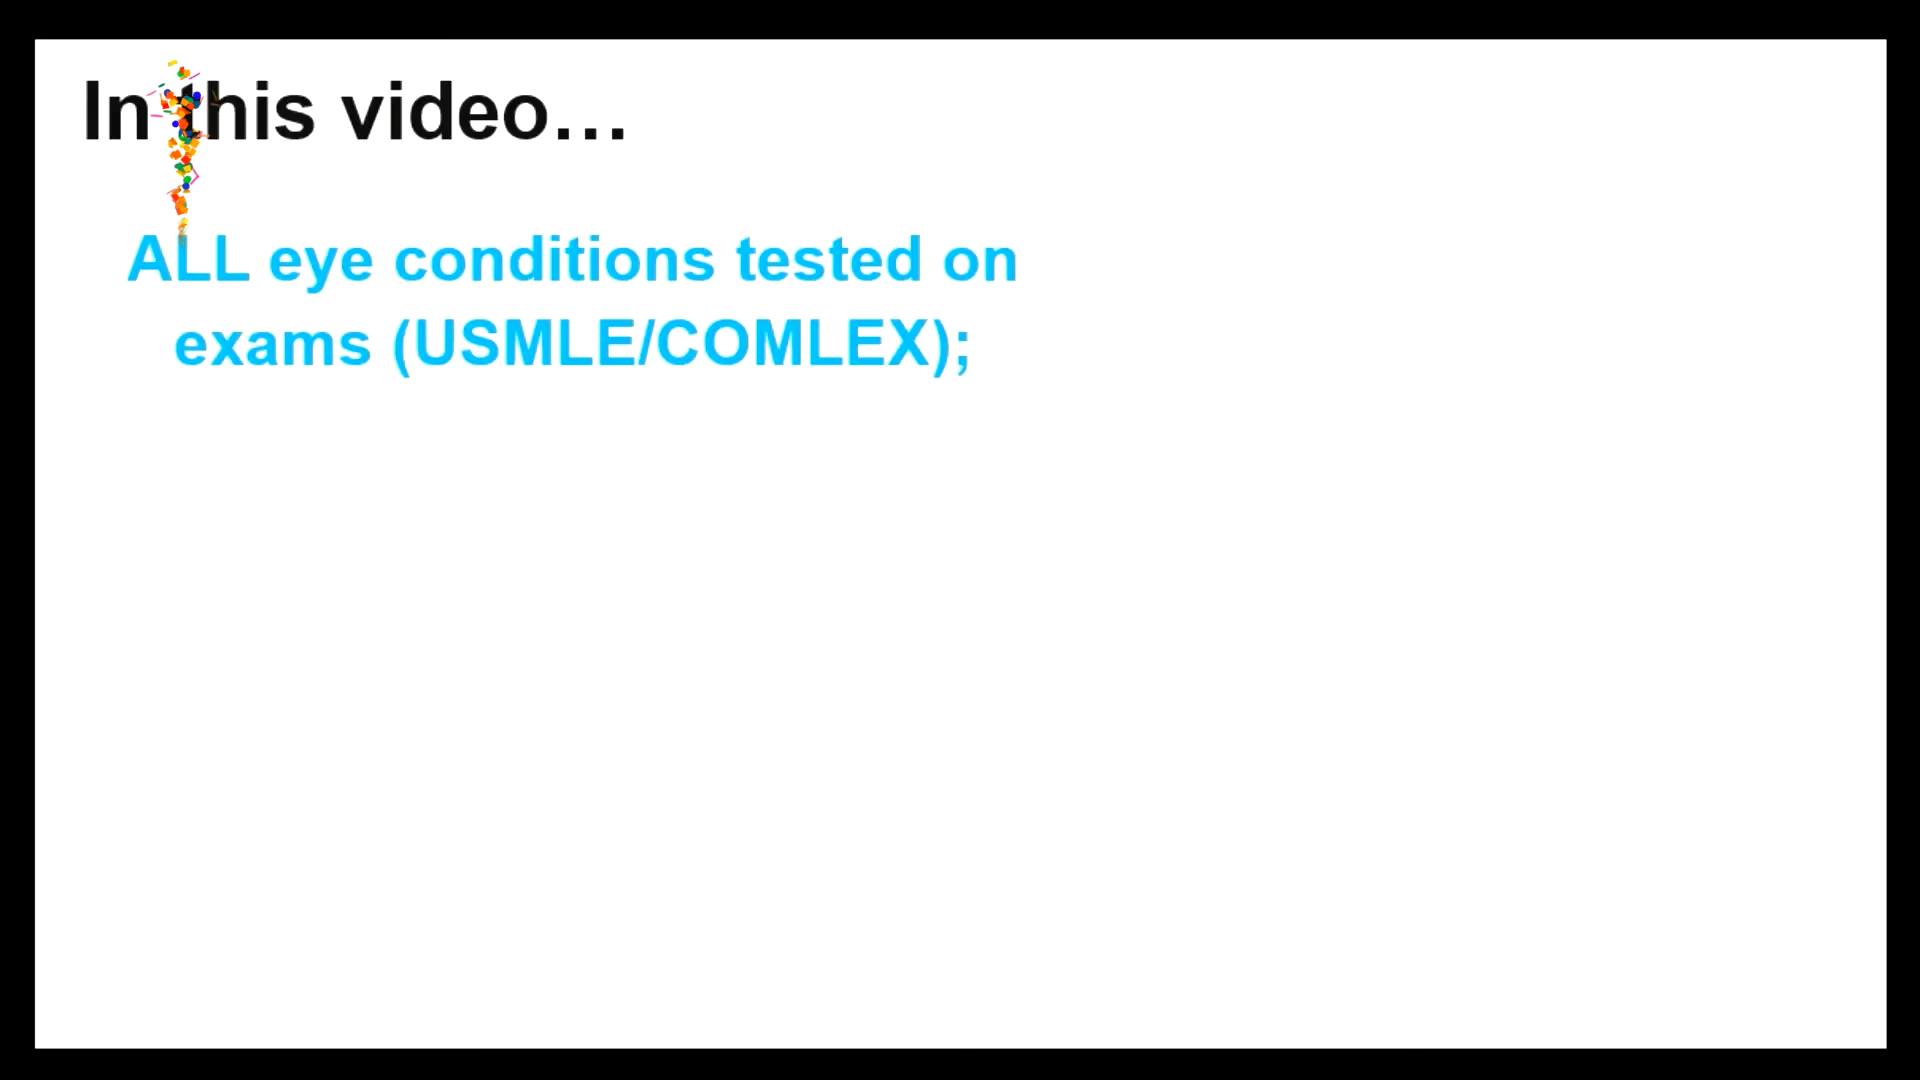 In this video…
ALL eye conditions tested on
exams (USMLE/COMLEX);